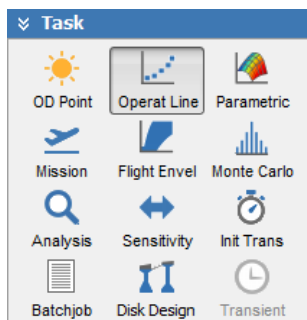 Task
OD Point Operat Line Parametric
Mission Flight Envel Monte Carlo
Analysis Sensitivity Init Trans
Batchjob Disk Design Transient